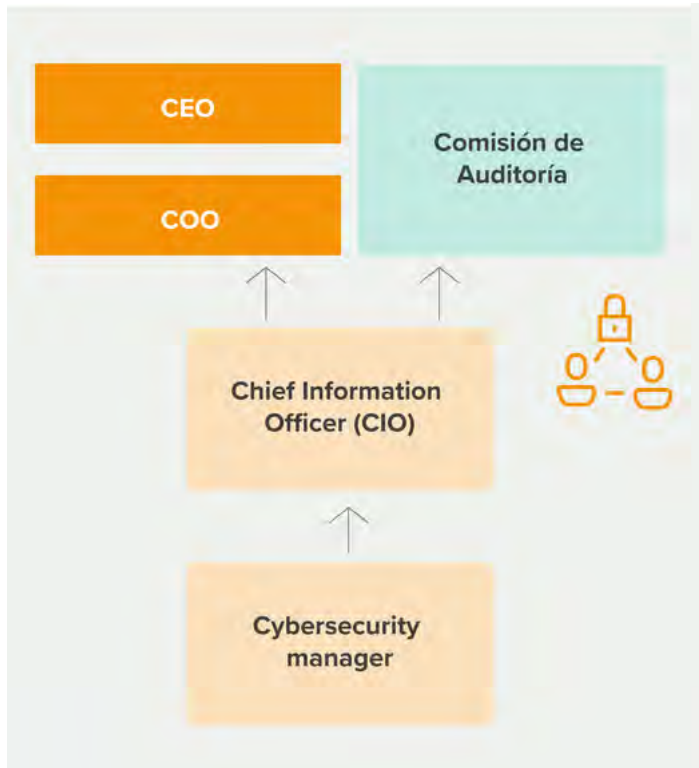 CEO
COO
Comisión de
Auditoría
Chief Information
Officer (CIO)
Cybersecurity
manager